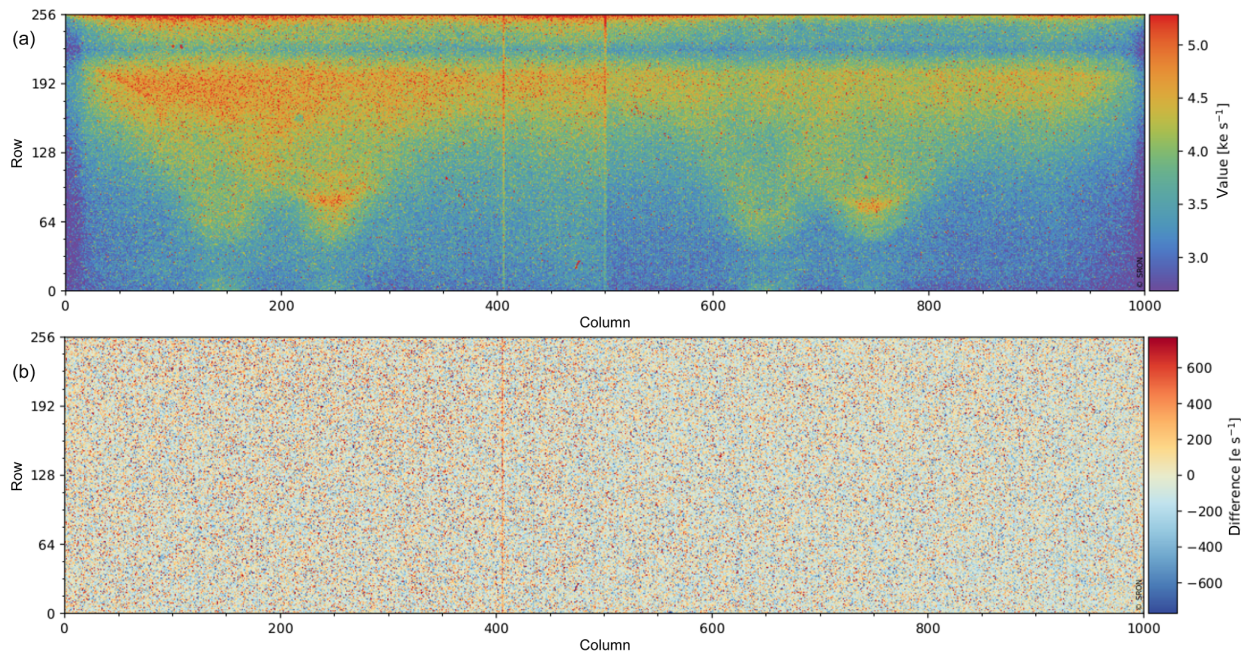 (a)
256
192
128
64
0
Row
0 200 400 600 800 1000
Column
© SRON
5.0
4.5
4.0
3.5
3.0
Value [ke s⁻¹]
(b)
256
192
128
64
0
Row
0 200 400 600 800 1000
Column
© SRON
600
400
200
0
−200
−400
−600
Difference [e s⁻¹]